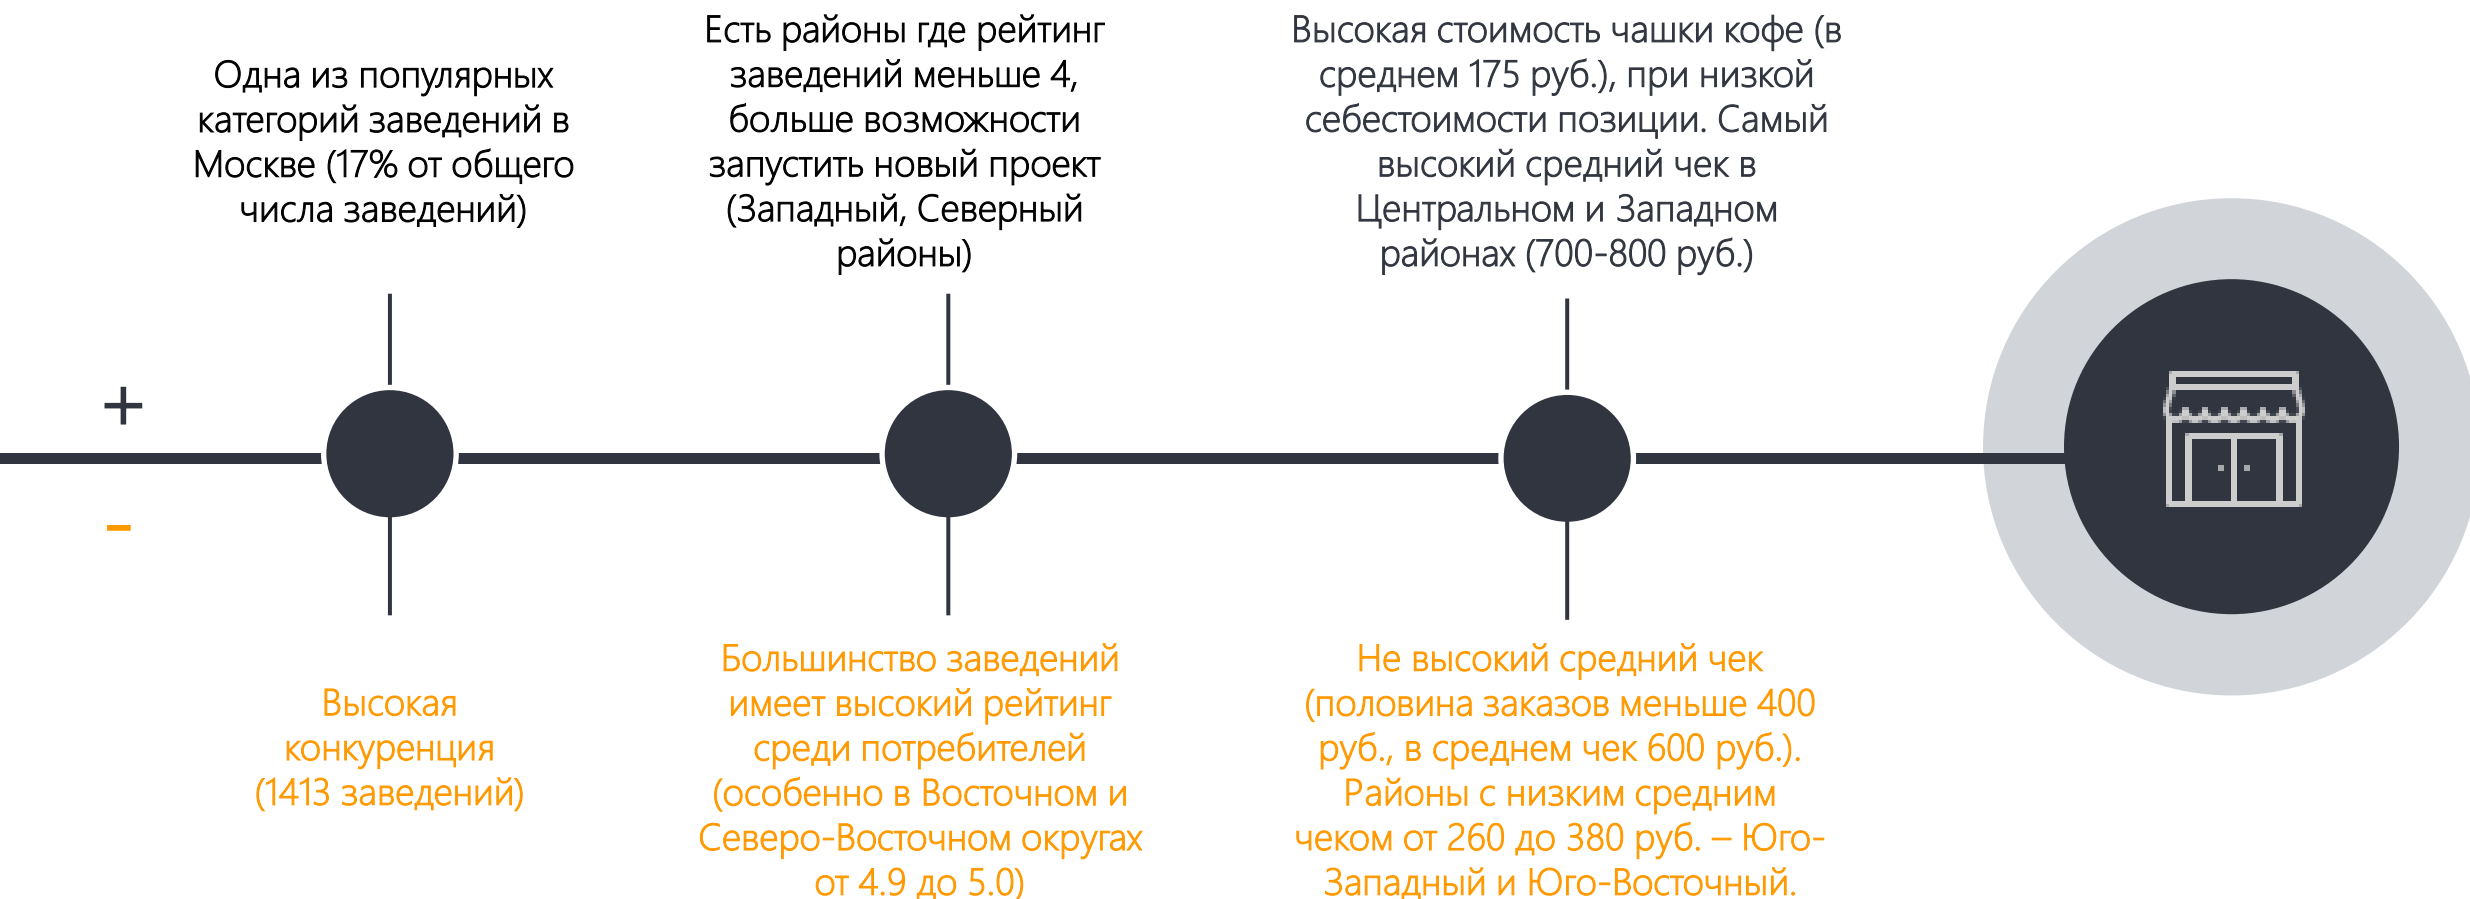 Одна из популярных
категорий заведений в
Москве (17% от общего
числа заведений)
Есть районы где рейтинг
заведений меньше 4,
больше возможности
запустить новый проект
(Западный, Северный
районы)
Высокая стоимость чашки кофе (в
среднем 175 руб.), при низкой
себестоимости позиции. Самый
высокий средний чек в
Центральном и Западном
районах (700-800 руб.)
+
-
Высокая
конкуренция
(1413 заведений)
Большинство заведений
имеет высокий рейтинг
среди потребителей
(особенно в Восточном и
Северо-Восточном округах
от 4.9 до 5.0)
Не высокий средний чек
(половина заказов меньше 400
руб., в среднем чек 600 руб.).
Районы с низким средним
чеком от 260 до 380 руб. – Юго-
Западный и Юго-Восточный.